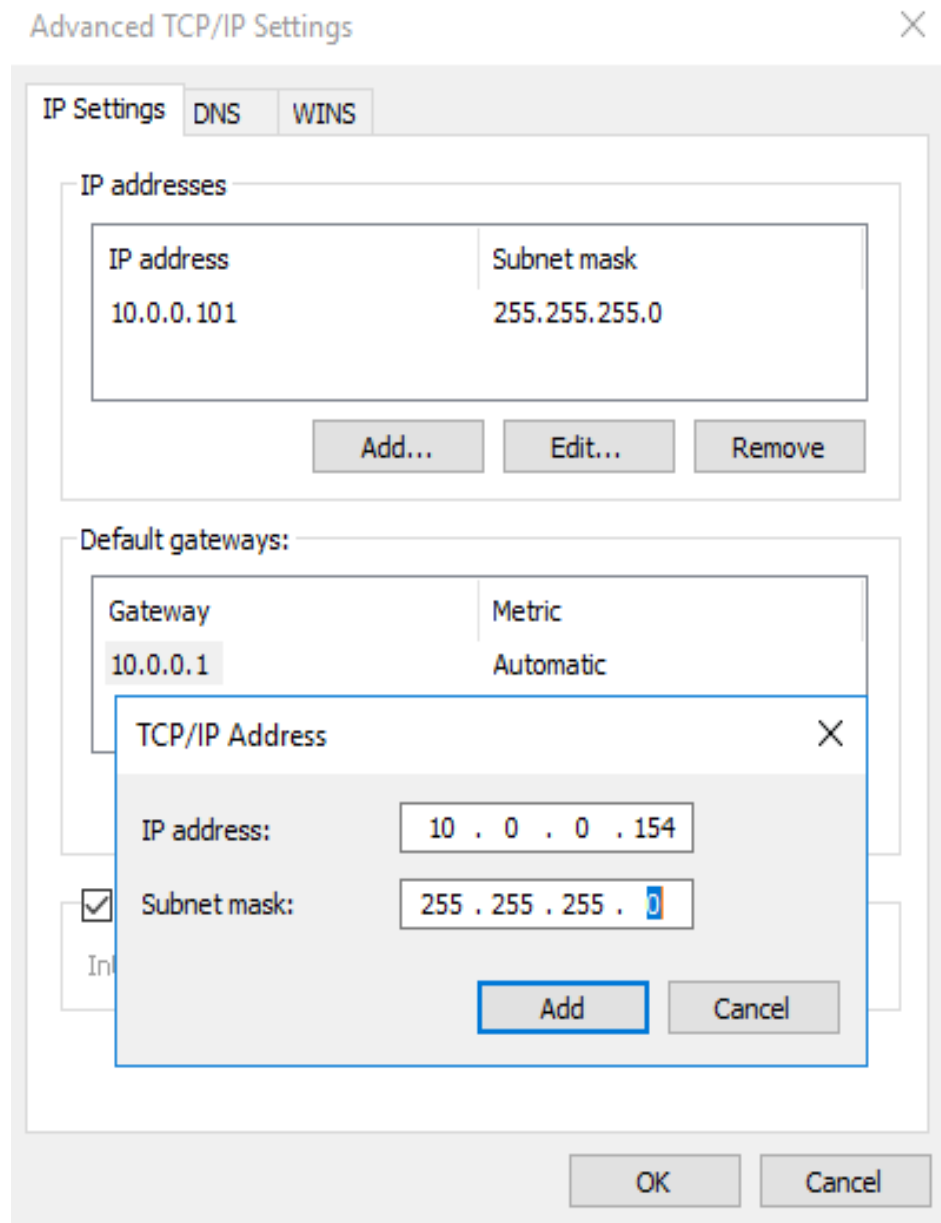 Advanced TCP/IP Settings
IP Settings DNS WINS
IP addresses
IP address Subnet mask
10.0.0.101 255.255.255.0
Add... Edit... Remove
Default gateways:
Gateway Metric
10.0.0.1 Automatic
TCP/IP Address
IP address: 10 . 0 . 0 . 154
Subnet mask: 255 . 255 . 255 . 0
Add Cancel
OK Cancel